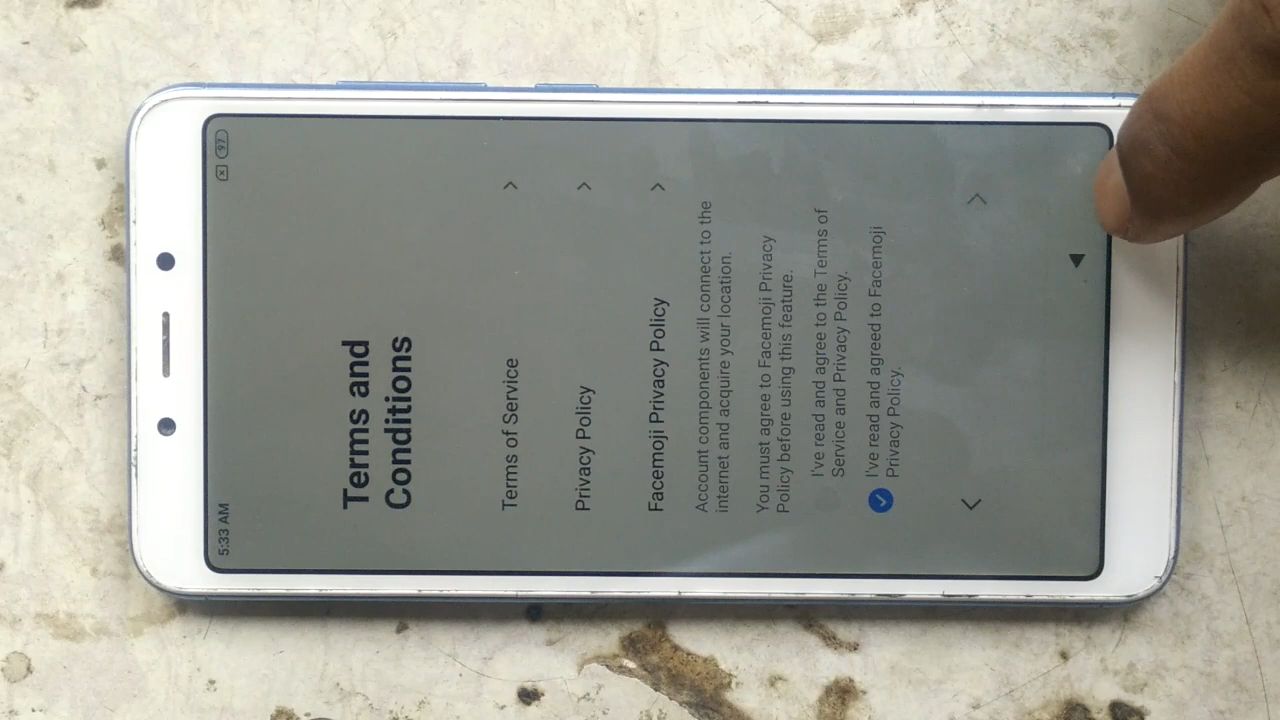 5:33 AM
97
Terms and
Conditions
Terms of Service
Privacy Policy
Facemoji Privacy Policy
Account components will connect to the
internet and acquire your location.
You must agree to Facemoji Privacy
Policy before using this feature.
I've read and agree to the Terms of
Service and Privacy Policy.
I've read and agreed to Facemoji
Privacy Policy.